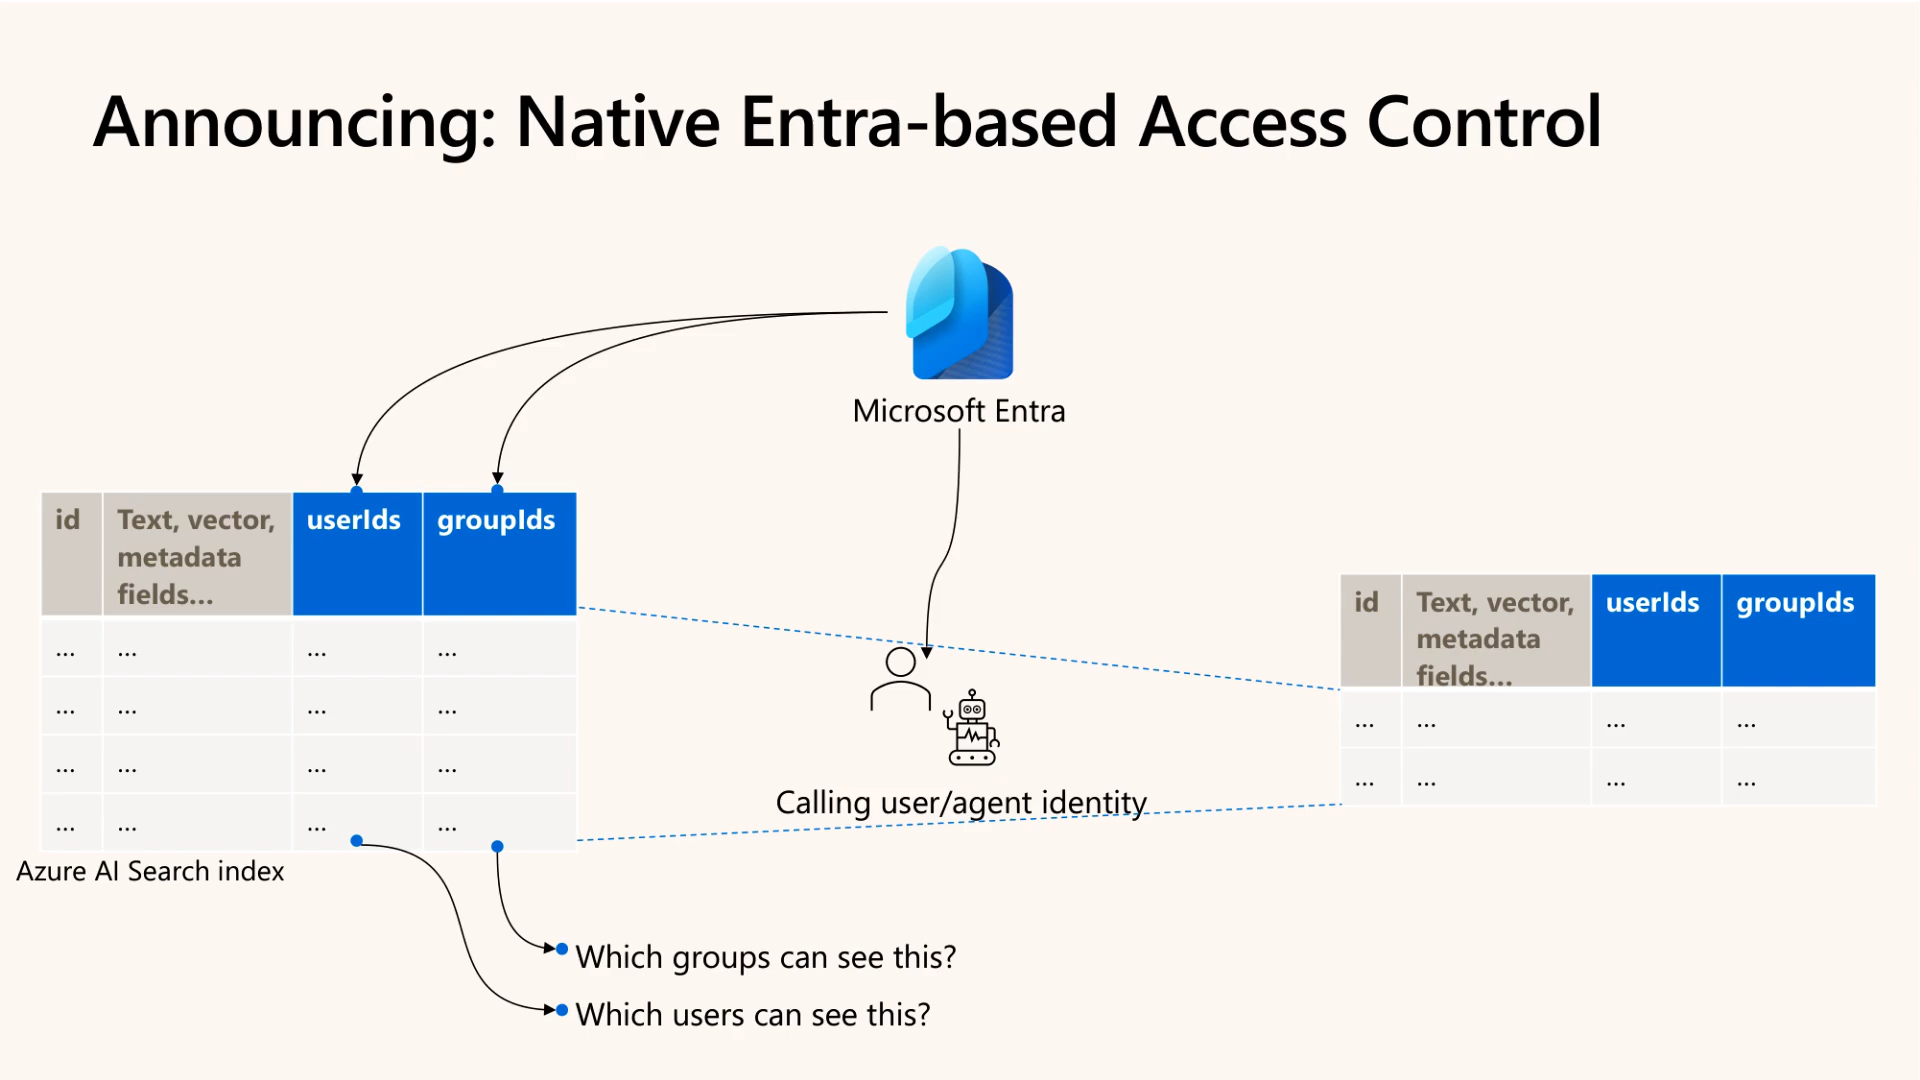 Announcing: Native Entra-based Access Control
Microsoft Entra
id
Text, vector,
metadata
fields...
userIds
groupIds
... ... ... ...
... ... ... ...
... ... ... ...
... ... ... ...
Azure AI Search index
Calling user/agent identity
id
Text, vector,
metadata
fields...
userIds
groupIds
... ... ... ...
... ... ... ...
Which groups can see this?
Which users can see this?